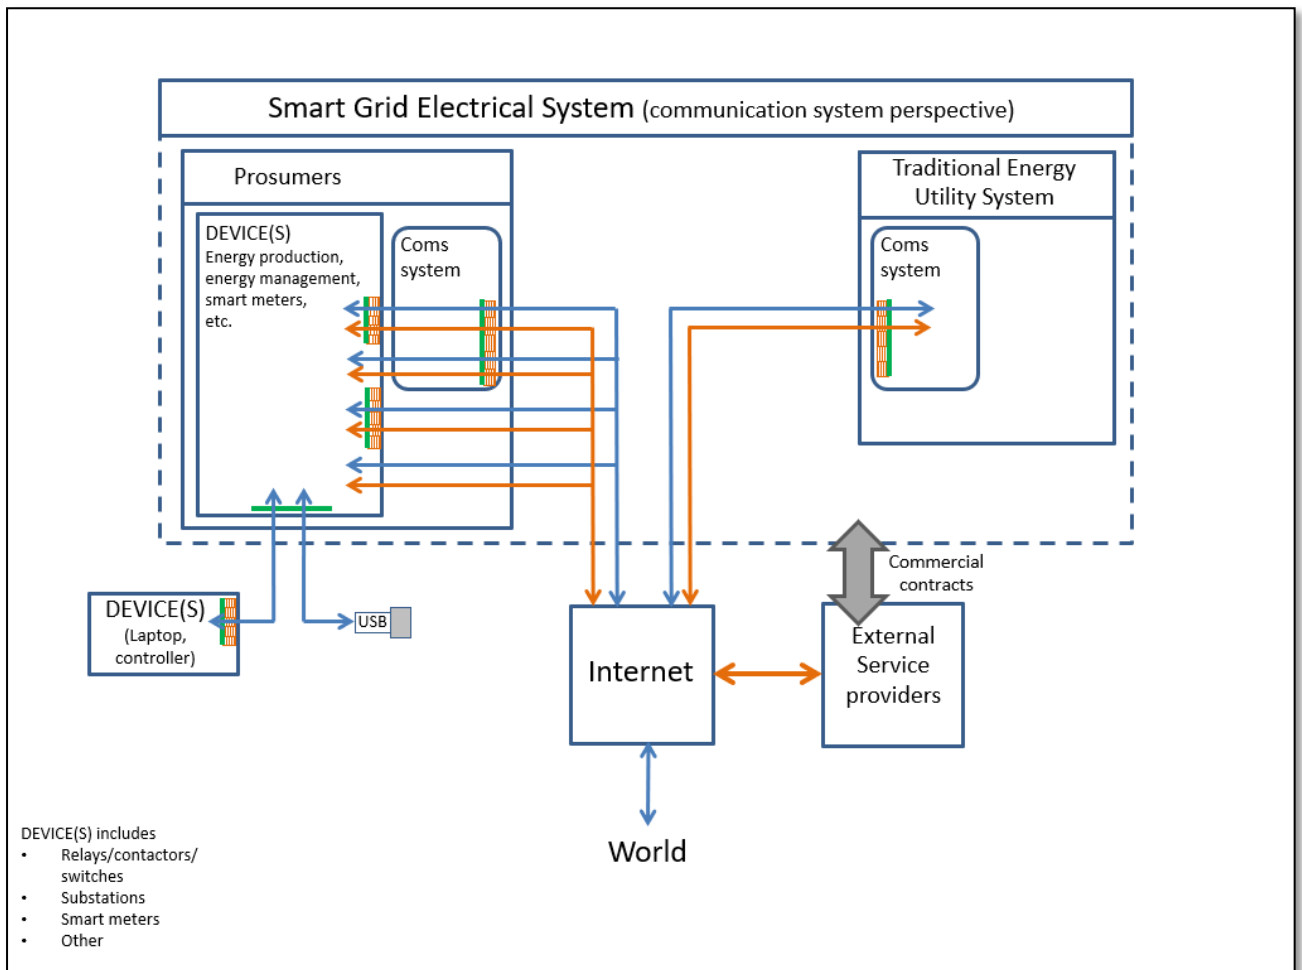 Smart Grid Electrical System (communication system perspective)
Prosumers
DEVICE(S)
Energy production,
energy management,
smart meters,
etc.
Coms
system
Traditional Energy
Utility System
Coms
system
Commercial
contracts
DEVICE(S)
(Laptop,
controller)
USB
Internet
External
Service
providers
World
DEVICE(S) includes
• Relays/contactors/
switches
• Substations
• Smart meters
• Other